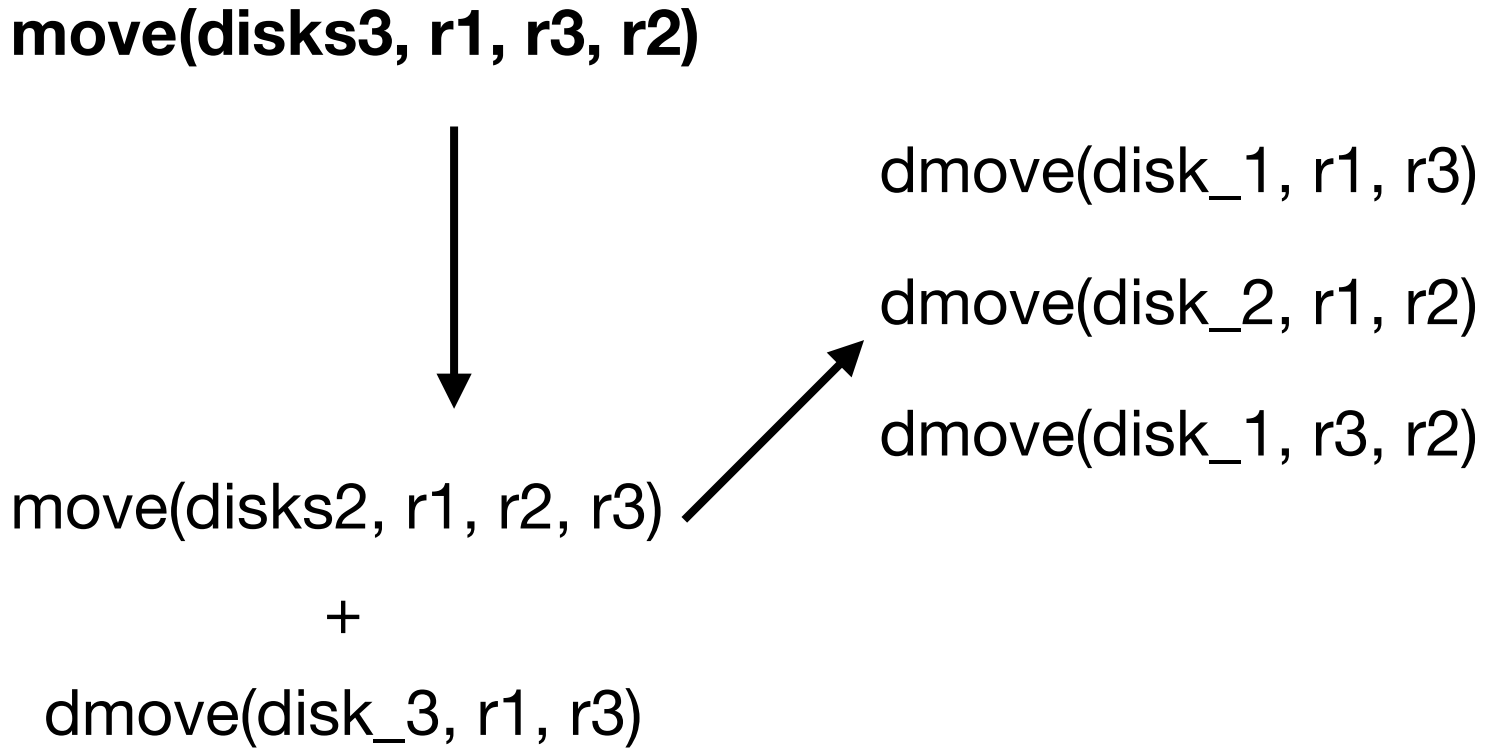 move(disks3, r1, r3, r2)
dmove(disk_1, r1, r3)
dmove(disk_2, r1, r2)
dmove(disk_1, r3, r2)
move(disks2, r1, r2, r3)
+
dmove(disk_3, r1, r3)